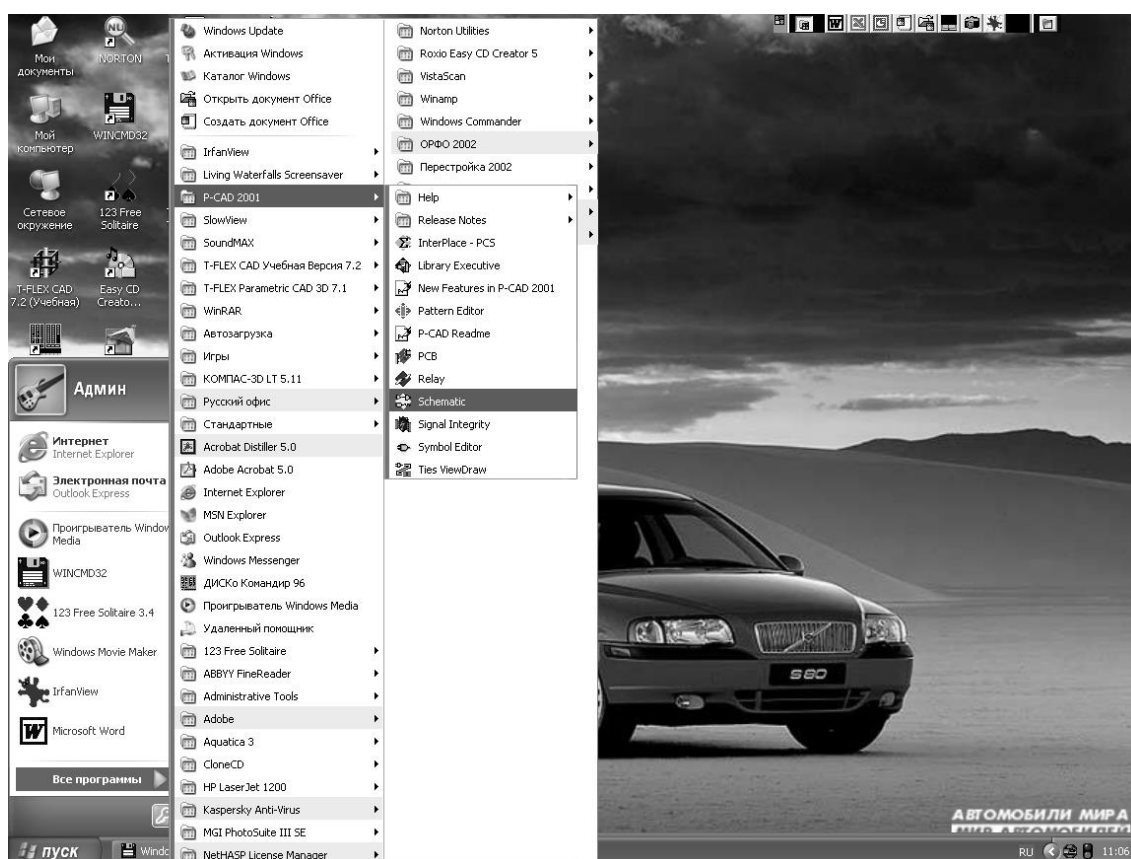 Мои
документы
NORTON
Мой
компьютер
WINCMD32
Сетевое
окружение
123 Free
Solitaire
T-FLEX CAD
7.2 (Учебная)
Easy CD
Creato...
Админ
Интернет
Internet Explorer
Электронная почта
Outlook Express
Проигрыватель Window
Media
WINCMD32
123 Free Solitaire 3.4
Windows Movie Maker
IrfanView
Microsoft Word
Все программы
пуск
Windo
Windows Update
Активация Windows
Каталог Windows
Открыть документ Office
Создать документ Office
IrfanView
Living Waterfalls Screensaver
P-CAD 2001
SlowView
SoundMAX
T-FLEX CAD Учебная Версия 7.2
T-FLEX Parametric CAD 3D 7.1
WinRAR
Автозагрузка
Игры
КОМПАС-3D LT 5.11
Русский офис
Стандартные
Acrobat Distiller 5.0
Adobe Acrobat 5.0
Internet Explorer
MSN Explorer
Outlook Express
Windows Messenger
ДИСКо Командир 96
Проигрыватель Windows Media
Удаленный помощник
123 Free Solitaire
ABBYY FineReader
Administrative Tools
Adobe
Aquatica 3
CloneCD
HP LaserJet 1200
Kaspersky Anti-Virus
MGI PhotoSuite III SE
NetHASP License Manager
Norton Utilities
Roxio Easy CD Creator 5
VistaScan
Winamp
Windows Commander
ОРФО 2002
Перестройка 2002
Help
Release Notes
InterPlace - PCS
Library Executive
New Features in P-CAD 2001
Pattern Editor
P-CAD Readme
PCB
Relay
Schematic
Signal Integrity
Symbol Editor
Ties ViewDraw
S80
АВТОМОБИЛИ МИРА
МИР АВТОМОБИЛЕЙ
RU
11:06